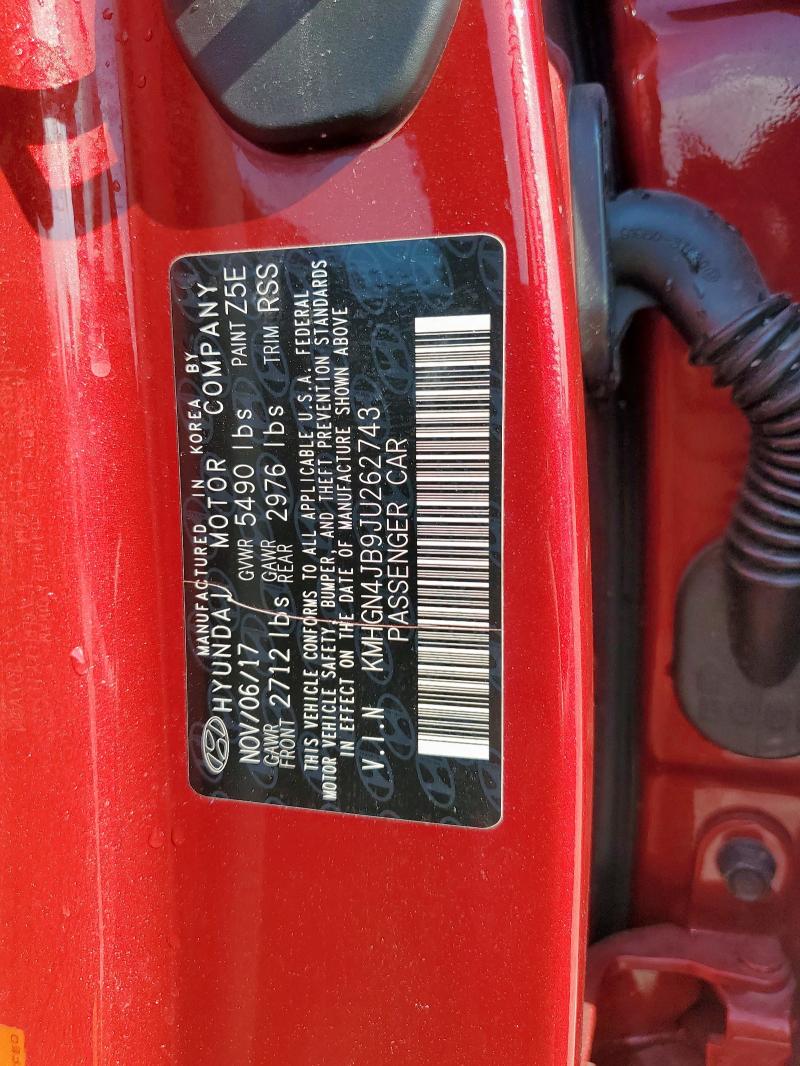 MANUFACTURED IN KOREA BY
HYUNDAI MOTOR COMPANY
NOV/06/17 GVWR 5490 lbs PAINT Z5E
GAWR FRONT 2712 lbs GAWR REAR 2976 lbs TRIM RSS
THIS VEHICLE CONFORMS TO ALL APPLICABLE U.S.A. FEDERAL
MOTOR VEHICLE SAFETY, BUMPER, AND THEFT PREVENTION STANDARDS
IN EFFECT ON THE DATE OF MANUFACTURE SHOWN ABOVE
V.I.N KMHGN4JB9JU262743
PASSENGER CAR